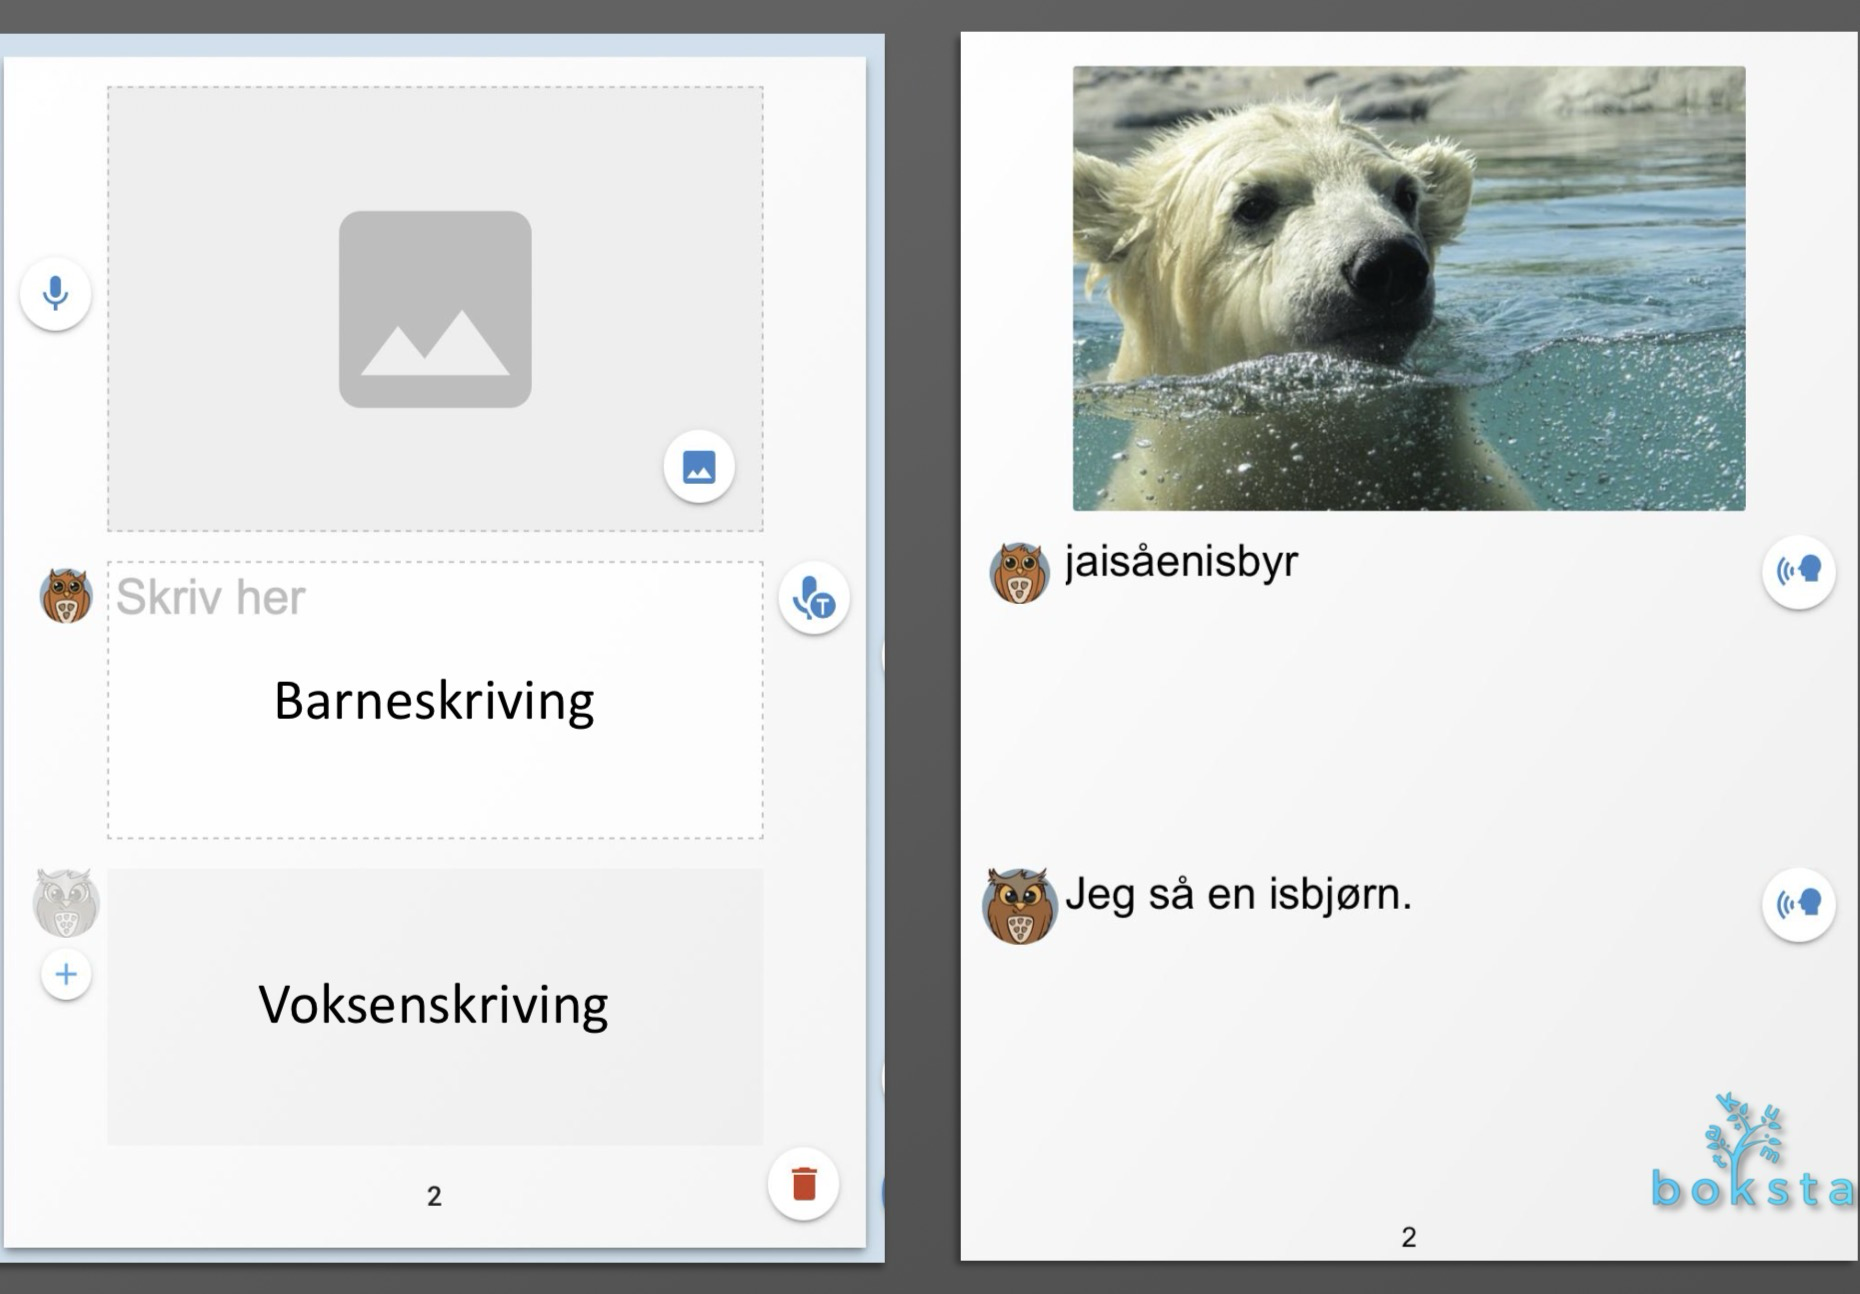 Skriv her
Barneskriving
Voksenskriving
2
jaisåenisbyr
Jeg så en isbjørn.
boksta
2